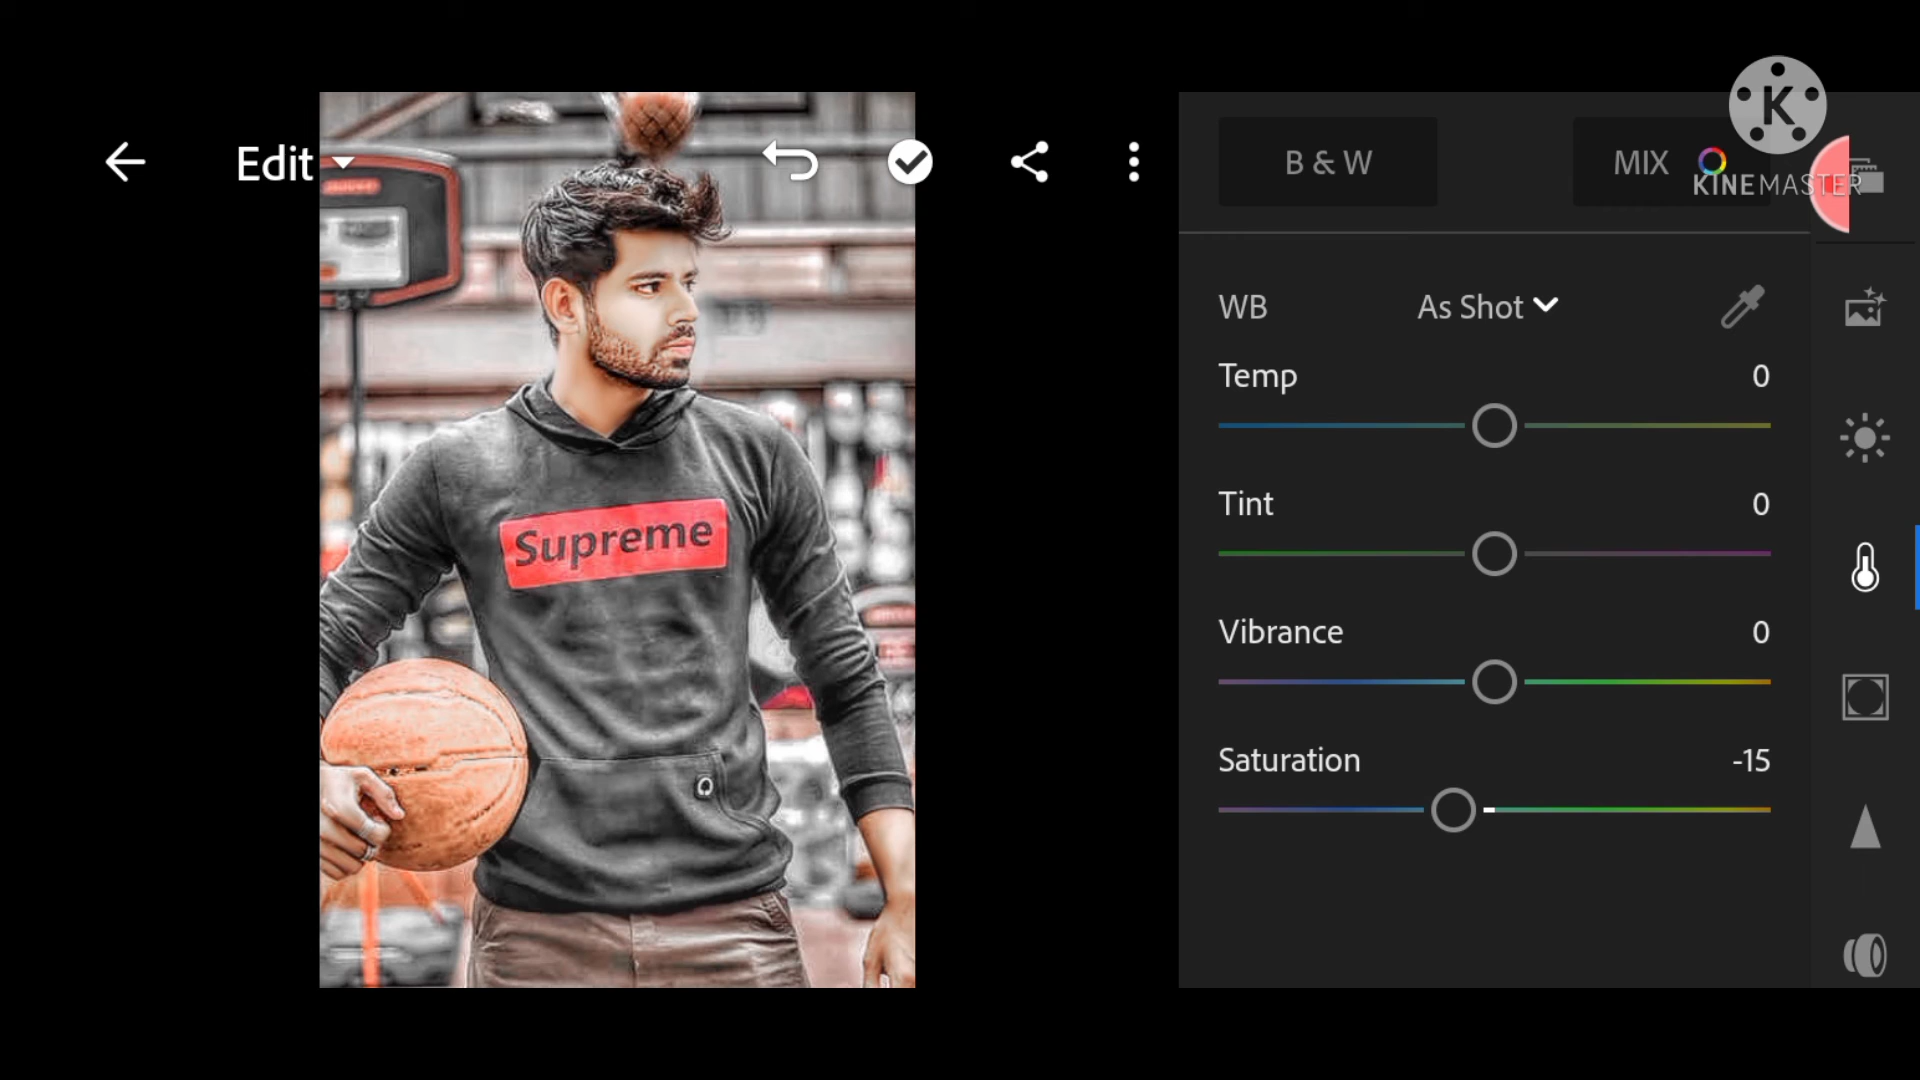 Edit
B & W
MIX
K
KINEMASTER
WB
As Shot
Temp
0
Tint
0
Vibrance
0
Saturation
-15
Supreme